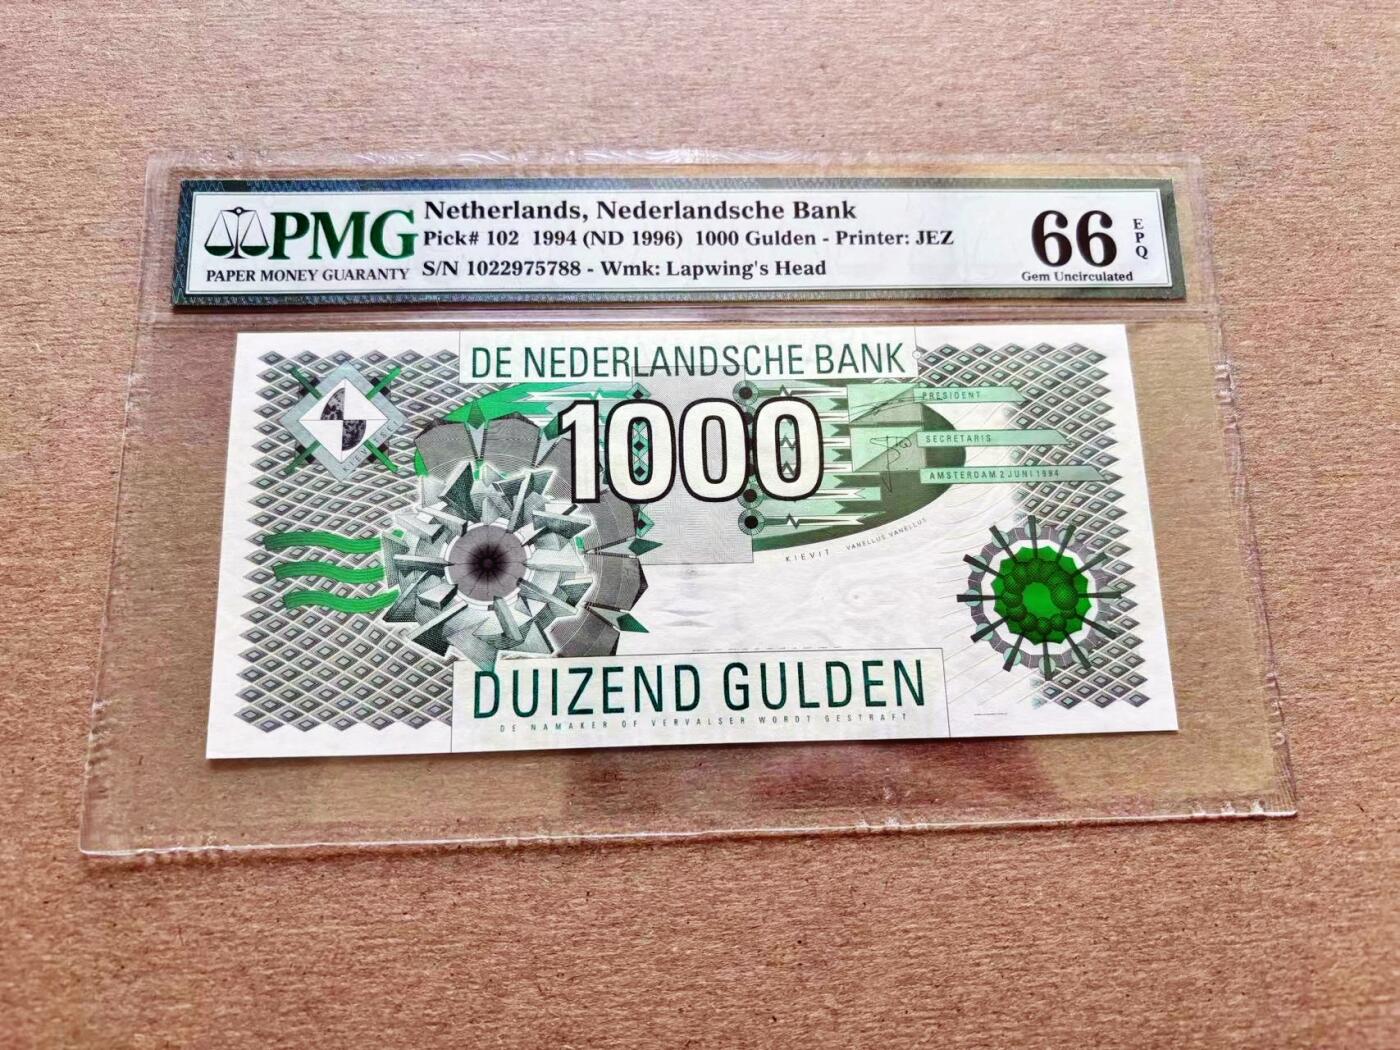 PMG
PAPER MONEY GUARANTY
Netherlands, Nederlandsche Bank
Pick# 102 1994 (ND 1996) 1000 Gulden - Printer: JEZ
S/N 1022975788 - Wmk: Lapwing's Head
66
EPQ
Gem Uncirculated
DE NEDERLANDSCHE BANK
1000
PRESIDENT
SECRETARIS
AMSTERDAM 2 JUNI 1994
KIEVIT VANELLUS VANELLUS
DUIZEND GULDEN
DE NAMAKER OF VERVALSER WORDT GESTRAFT